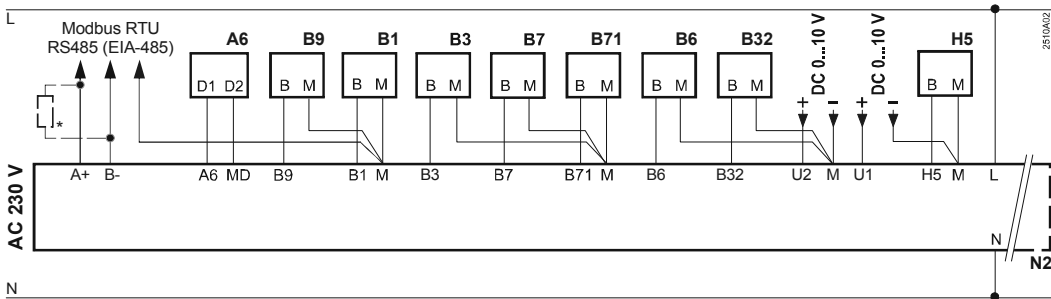 L
Modbus RTU
RS485 (EIA-485)
A6 B9 B1 B3 B7 B71 B6 B32 DC 0...10 V DC 0...10 V H5
2510A02
D1 D2 B M B M B M B M B M B M B M + - + - B M
*
A+ B- A6 MD B9 B1 M B3 B7 B71 M B6 B32 U2 M U1 H5 M L
AC 230 V
N
N2
N